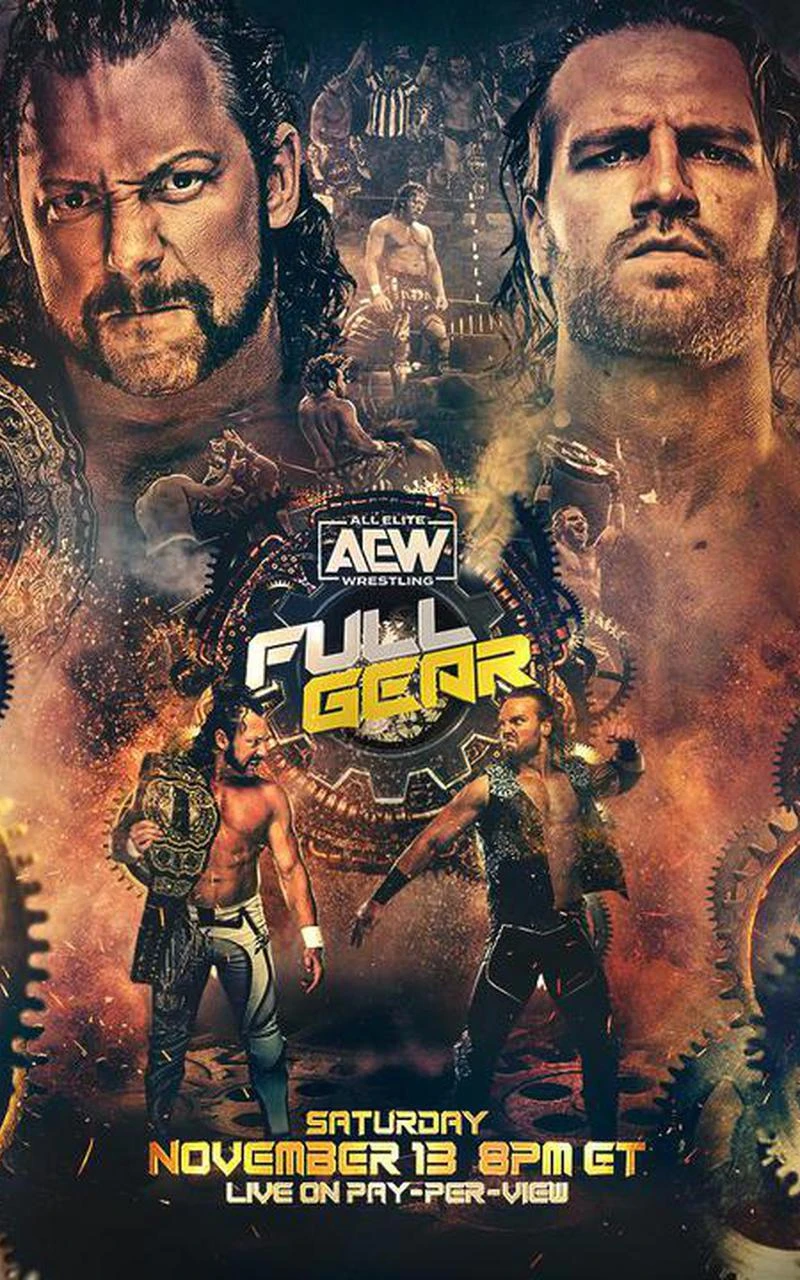 ALL ELITE
AEW
WRESTLING
FULL
GEAR
SATURDAY
NOVEMBER 13 8PM ET
LIVE ON PAY-PER-VIEW